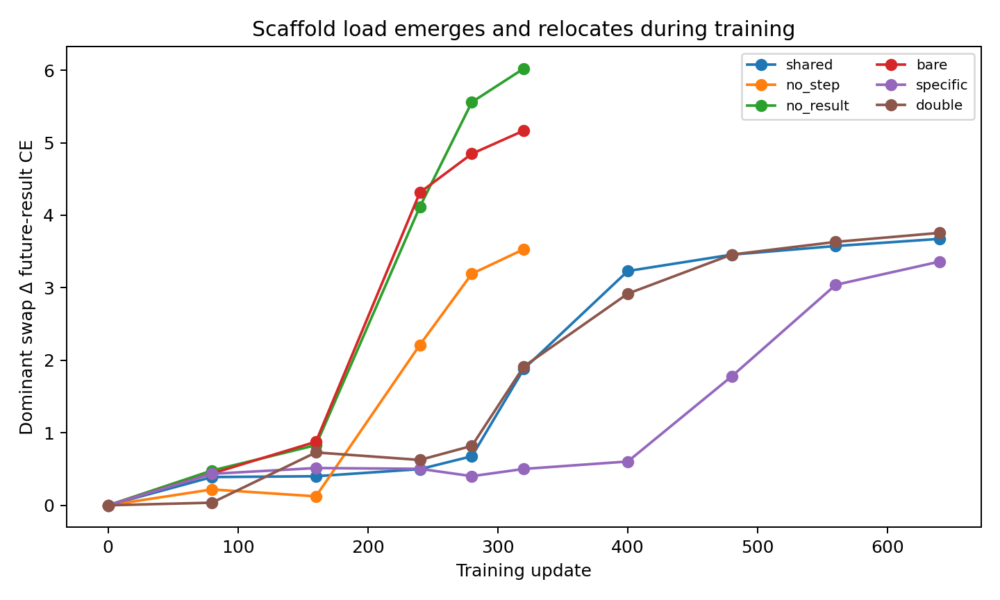 Scaffold load emerges and relocates during training
Dominant swap Δ future-result CE
6
5
4
3
2
1
0
shared
no_step
no_result
bare
specific
double
0 100 200 300 400 500 600
Training update